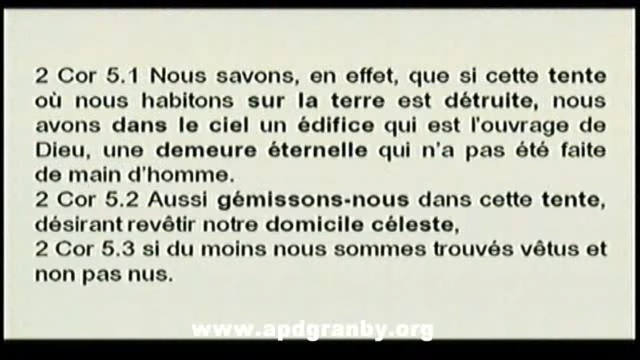 2 Cor 5.1 Nous savons, en effet, que si cette tente
où nous habitons sur la terre est détruite, nous
avons dans le ciel un édifice qui est l'ouvrage de
Dieu, une demeure éternelle qui n'a pas été faite
de main d'homme.
2 Cor 5.2 Aussi gémissons-nous dans cette tente,
désirant revêtir notre domicile céleste,
2 Cor 5.3 si du moins nous sommes trouvés vêtus et
non pas nus.
www.apdgranby.org